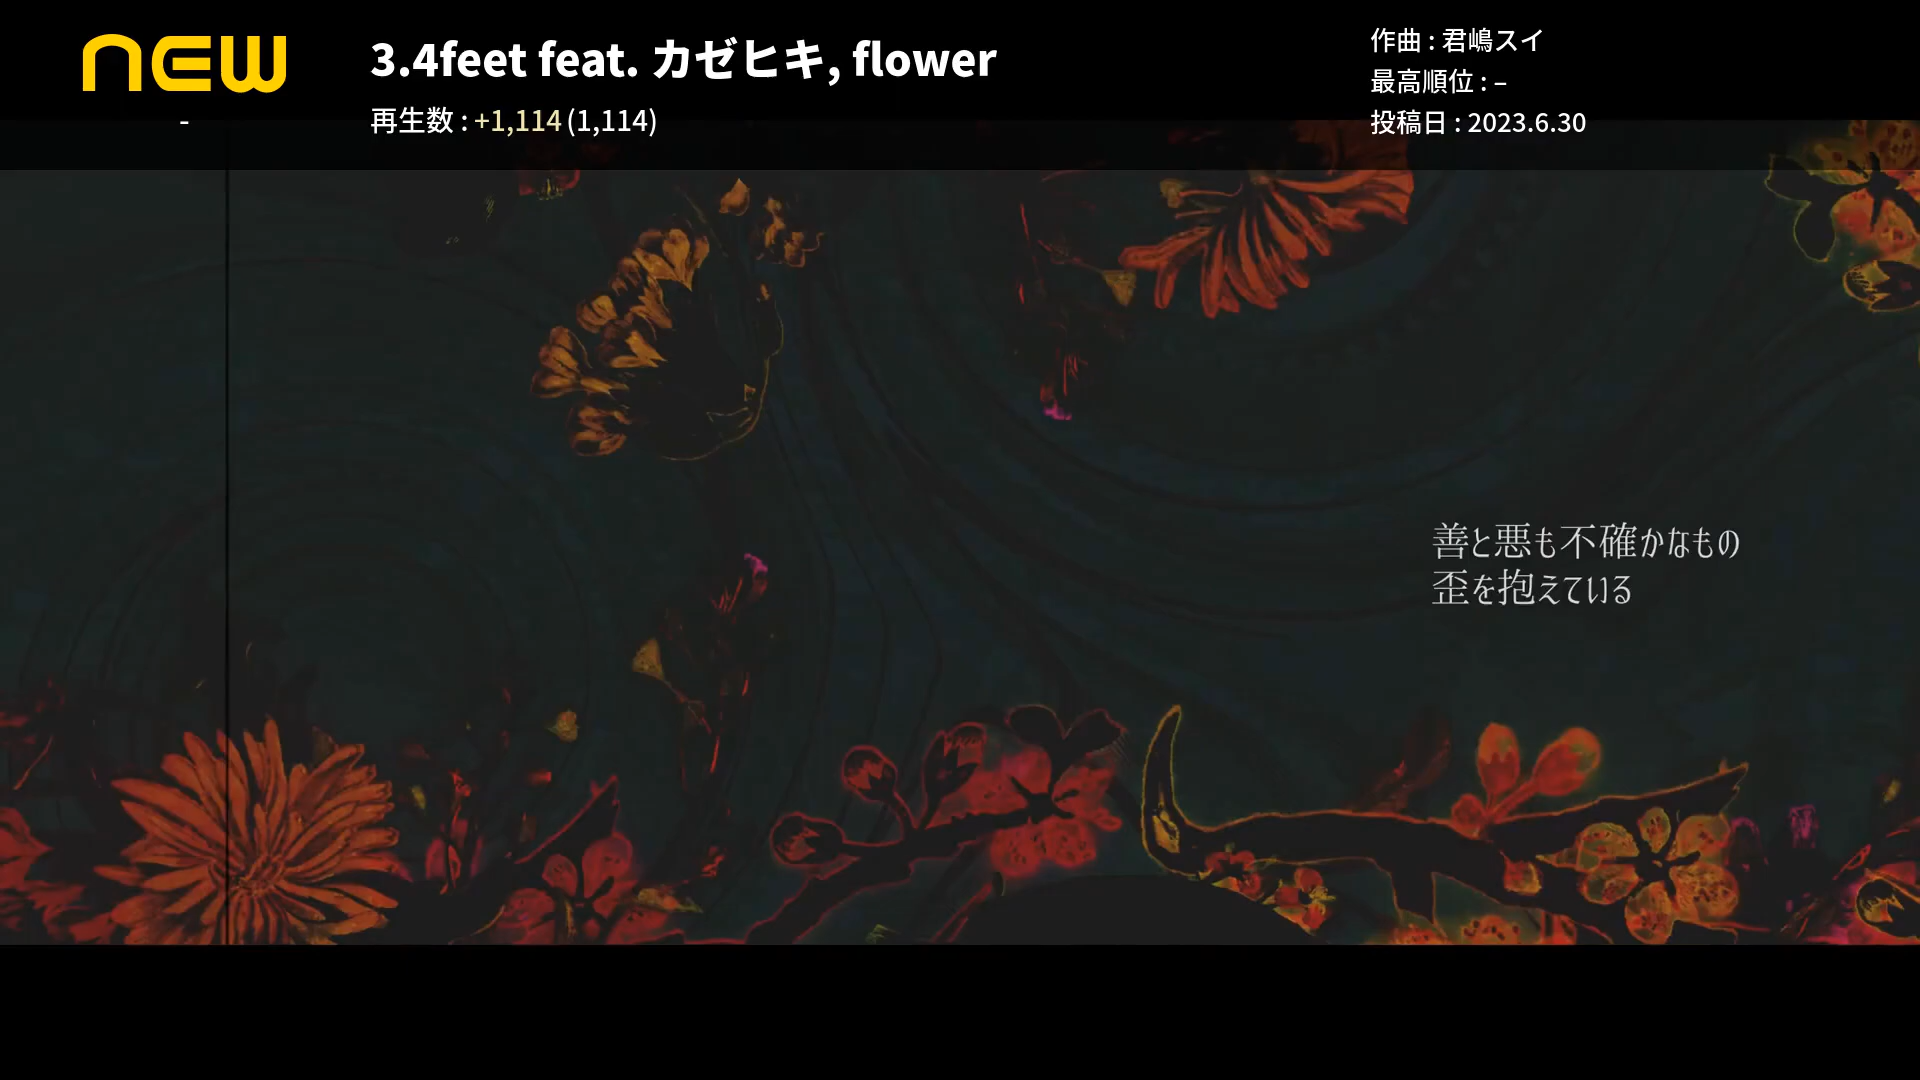 NEW
-
3.4feet feat. カゼヒキ, flower
再生数 : +1,114 (1,114)
作曲 : 君嶋スイ
最高順位 : –
投稿日 : 2023.6.30
善と悪も不確かなもの
歪を抱えている